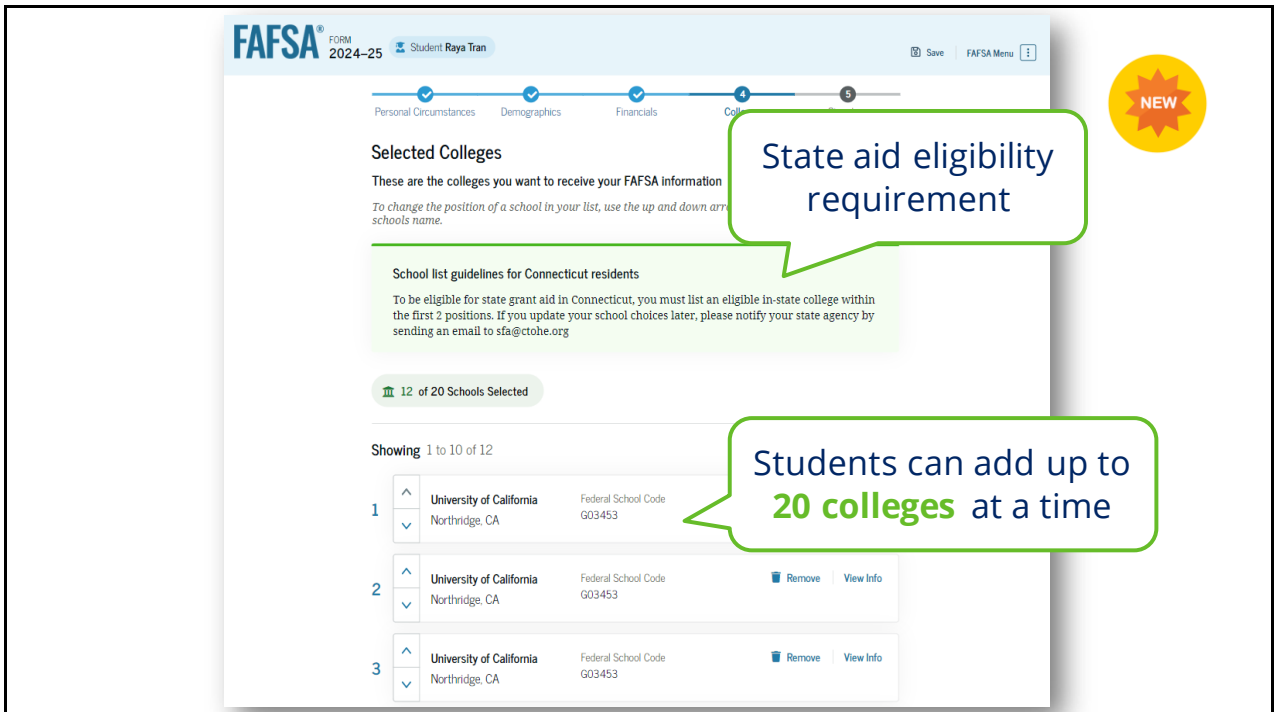 FAFSA®
FORM
2024–25
Student Raya Tran
Save
FAFSA Menu
NEW
4
5
Personal Circumstances
Demographics
Financials
State aid eligibility
requirement
Selected Colleges
These are the colleges you want to receive your FAFSA information
To change the position of a school in your list, use the up and down
schools name.
School list guidelines for Connecticut residents
To be eligible for state grant aid in Connecticut, you must list an eligible in-state college within
the first 2 positions. If you update your school choices later, please notify your state agency by
sending an email to sfa@ctohe.org
12 of 20 Schools Selected
Showing 1 to 10 of 12
Students can add up to
20 colleges at a time
1
University of California
Northridge, CA
Federal School Code
G03453
2
University of California
Northridge, CA
Federal School Code
G03453
Remove
View Info
3
University of California
Northridge, CA
Federal School Code
G03453
Remove
View Info